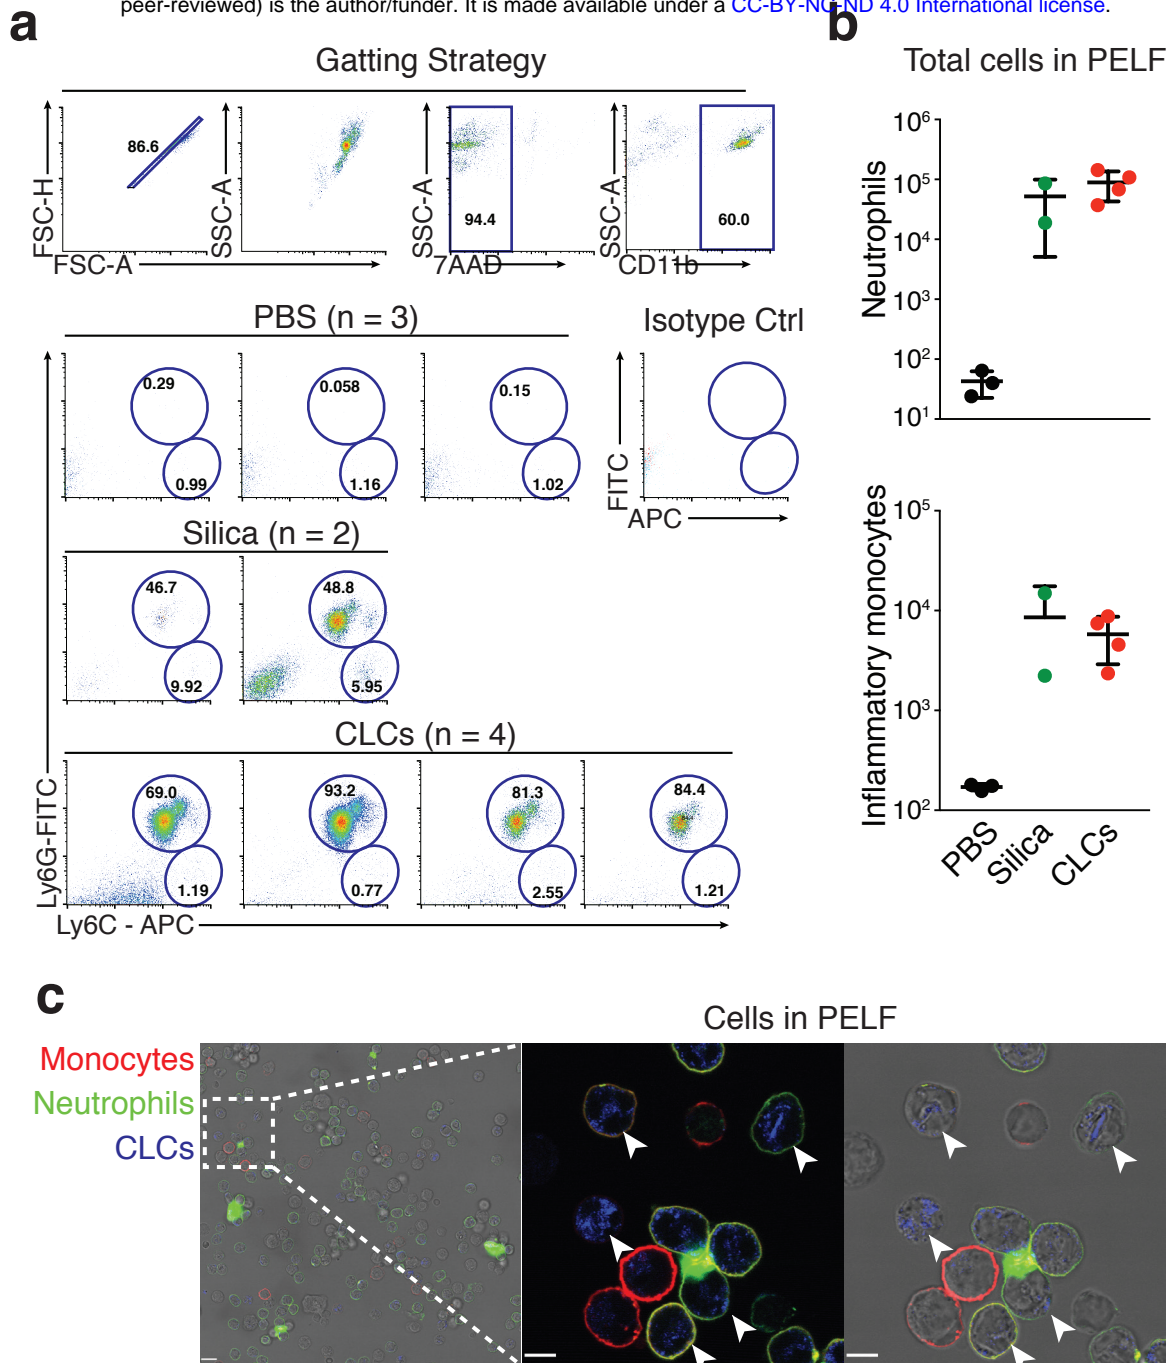 peer-reviewed) is the author/funder. It is made available under a CC-BY-NC-ND 4.0 International license.
a
b
Gatting Strategy
Total cells in PELF
FSC-H
86.6
FSC-A
SSC-A
SSC-A
94.4
7AAD
SSC-A
60.0
CD11b
Neutrophils
10⁶
10⁵
10⁴
10³
10²
10¹
PBS (n = 3)
Isotype Ctrl
0.29
0.99
0.058
1.16
0.15
1.02
FITC
APC
Silica (n = 2)
46.7
9.92
48.8
5.95
CLCs (n = 4)
69.0
1.19
93.2
0.77
81.3
2.55
84.4
1.21
Ly6G-FITC
Ly6C - APC
Inflammatory monocytes
10⁵
10⁴
10³
10²
PBS
Silica
CLCs
c
Cells in PELF
Monocytes
Neutrophils
CLCs